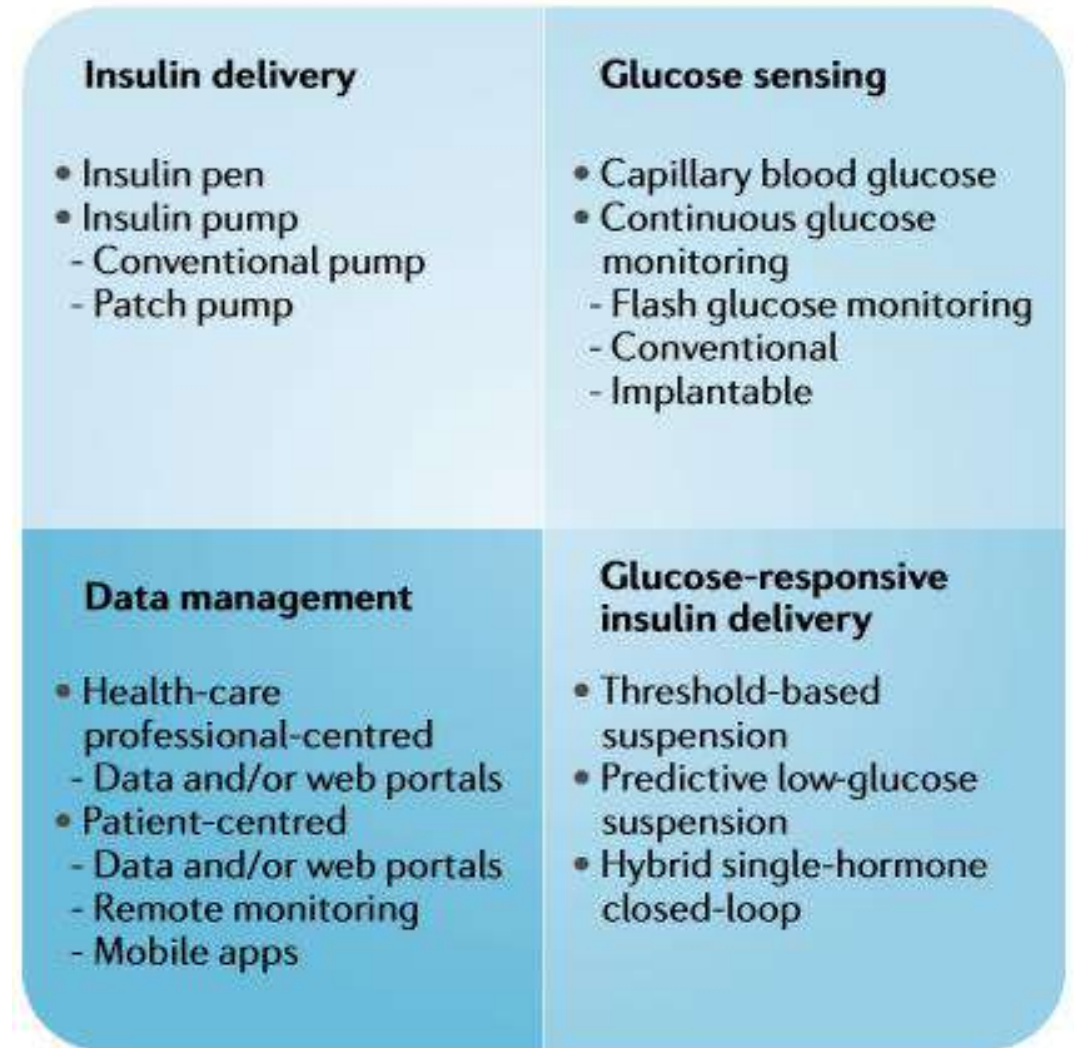 Insulin delivery
• Insulin pen
• Insulin pump
- Conventional pump
- Patch pump
Glucose sensing
• Capillary blood glucose
• Continuous glucose
monitoring
- Flash glucose monitoring
- Conventional
- Implantable
Data management
• Health-care
professional-centred
- Data and/or web portals
• Patient-centred
- Data and/or web portals
- Remote monitoring
- Mobile apps
Glucose-responsive
insulin delivery
• Threshold-based
suspension
• Predictive low-glucose
suspension
• Hybrid single-hormone
closed-loop